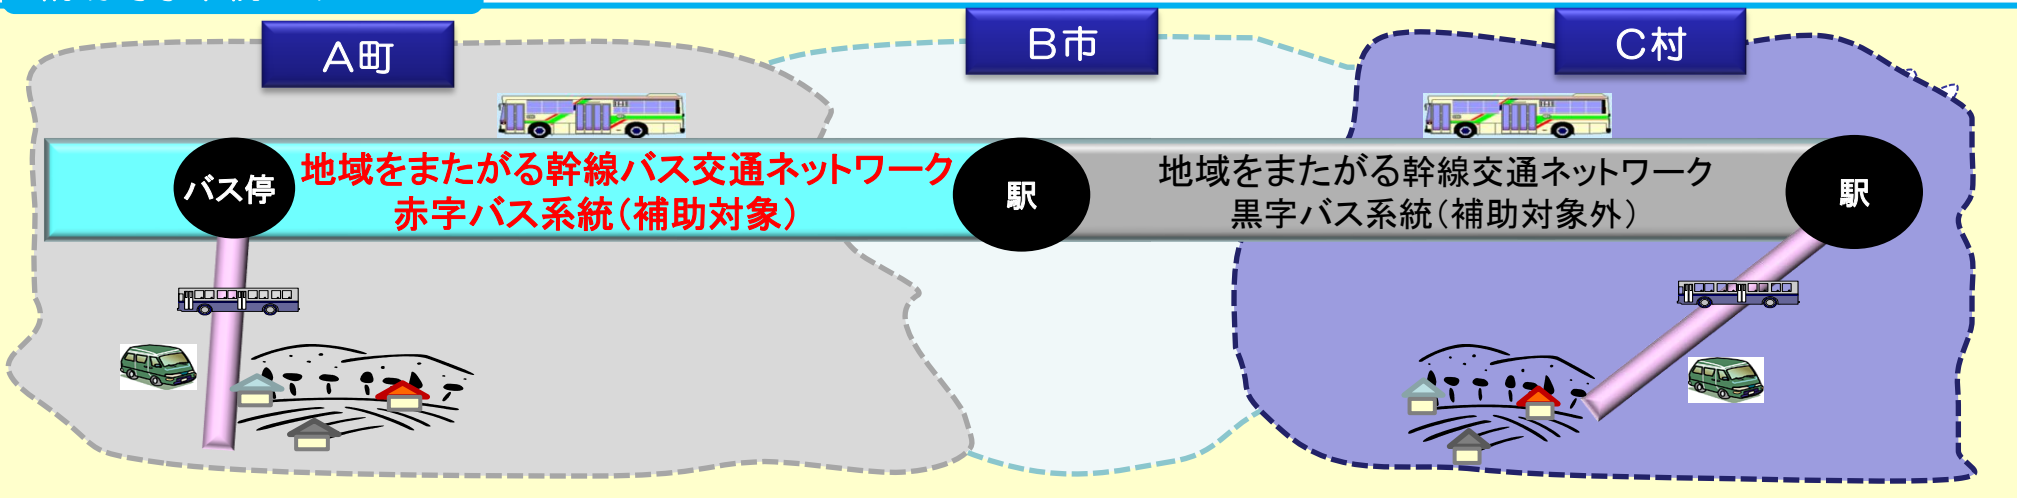 A町
B市
C村
バス停
地域をまたがる幹線バス交通ネットワーク
赤字バス系統(補助対象)
駅
地域をまたがる幹線交通ネットワーク
黒字バス系統(補助対象外)
駅